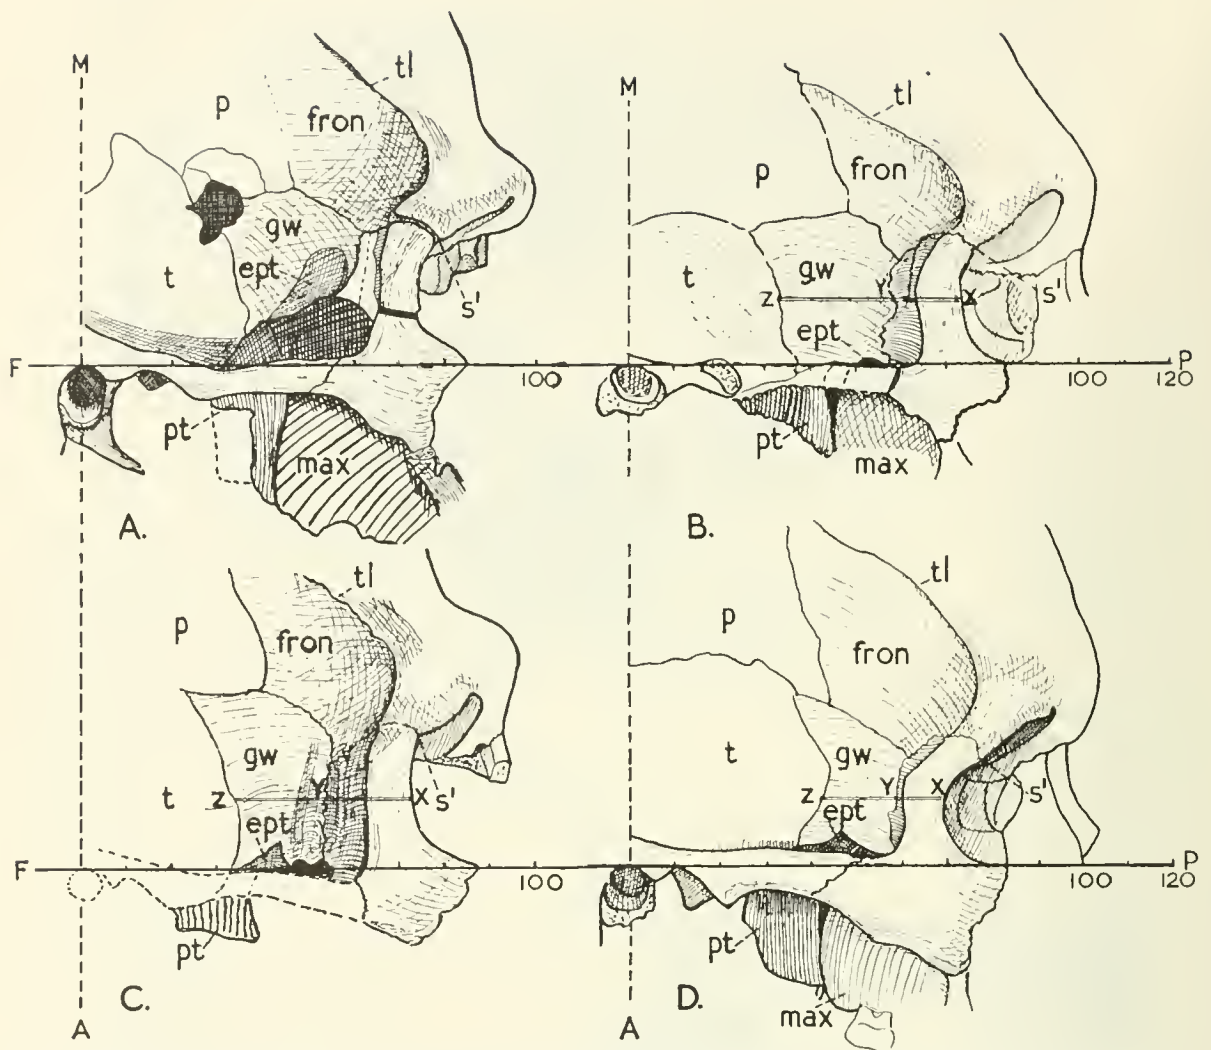 M
p
tl
fron
gw
ept
t
s'
F
100
pt
max
A.
M
tl
fron
p
t
gw
Z
Y
X
s'
ept
P
100
120
pt
max
B.
tl
p
fron
gw
t
Z
Y
X
s'
ept
F
100
pt
C.
A
tl
p
fron
t
gw
Z
Y
X
s'
ept
P
100
120
pt
max
D.
A